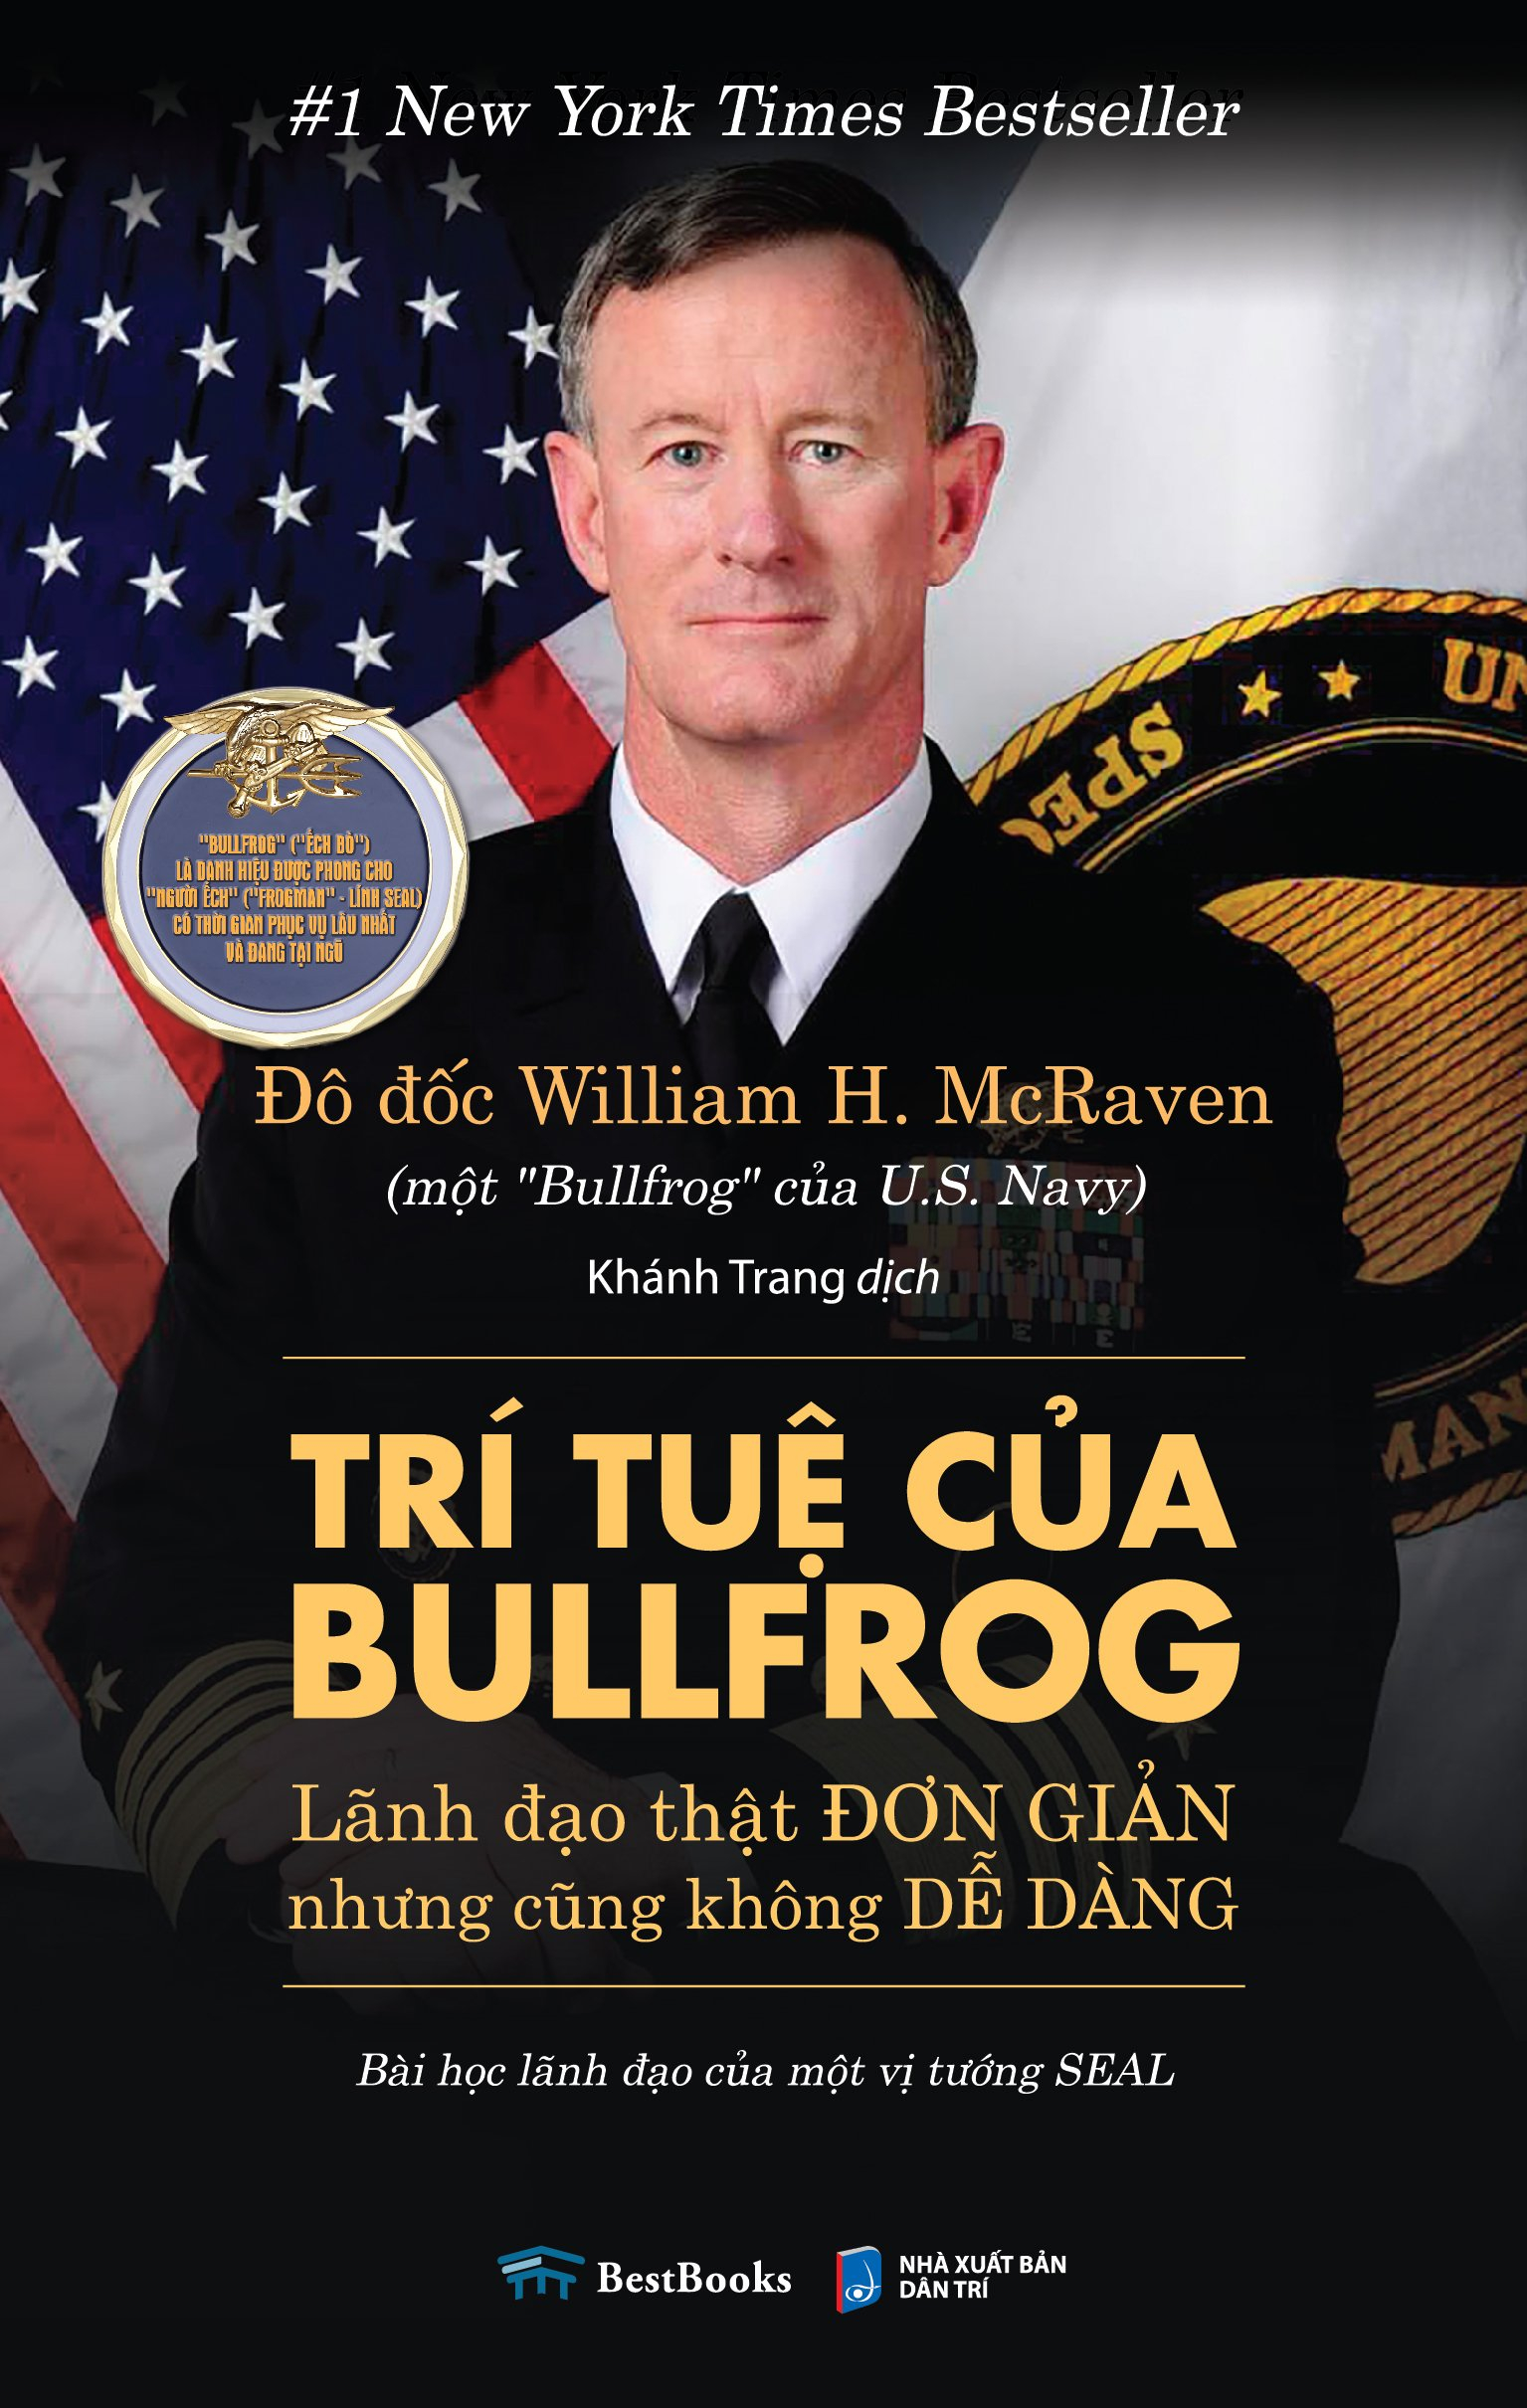 #1 New York Times Bestseller
UN
SPEC
"BULLFROG" ("ẾCH BÒ")
LÀ DANH HIỆU ĐƯỢC PHONG CHO
"NGƯỜI ẾCH" ("FROGMAN" - LÍNH SEAL)
CÓ THỜI GIAN PHỤC VỤ LÂU NHẤT
VÀ ĐANG TẠI NGŨ
Đô đốc William H. McRaven
(một "Bullfrog" của U.S. Navy)
Khánh Trang dịch
MAN
TRÍ TUỆ CỦA
BULLFROG
Lãnh đạo thật ĐƠN GIẢN
nhưng cũng không DỄ DÀNG
Bài học lãnh đạo của một vị tướng SEAL
BestBooks
NHÀ XUẤT BẢN
DÂN TRÍ